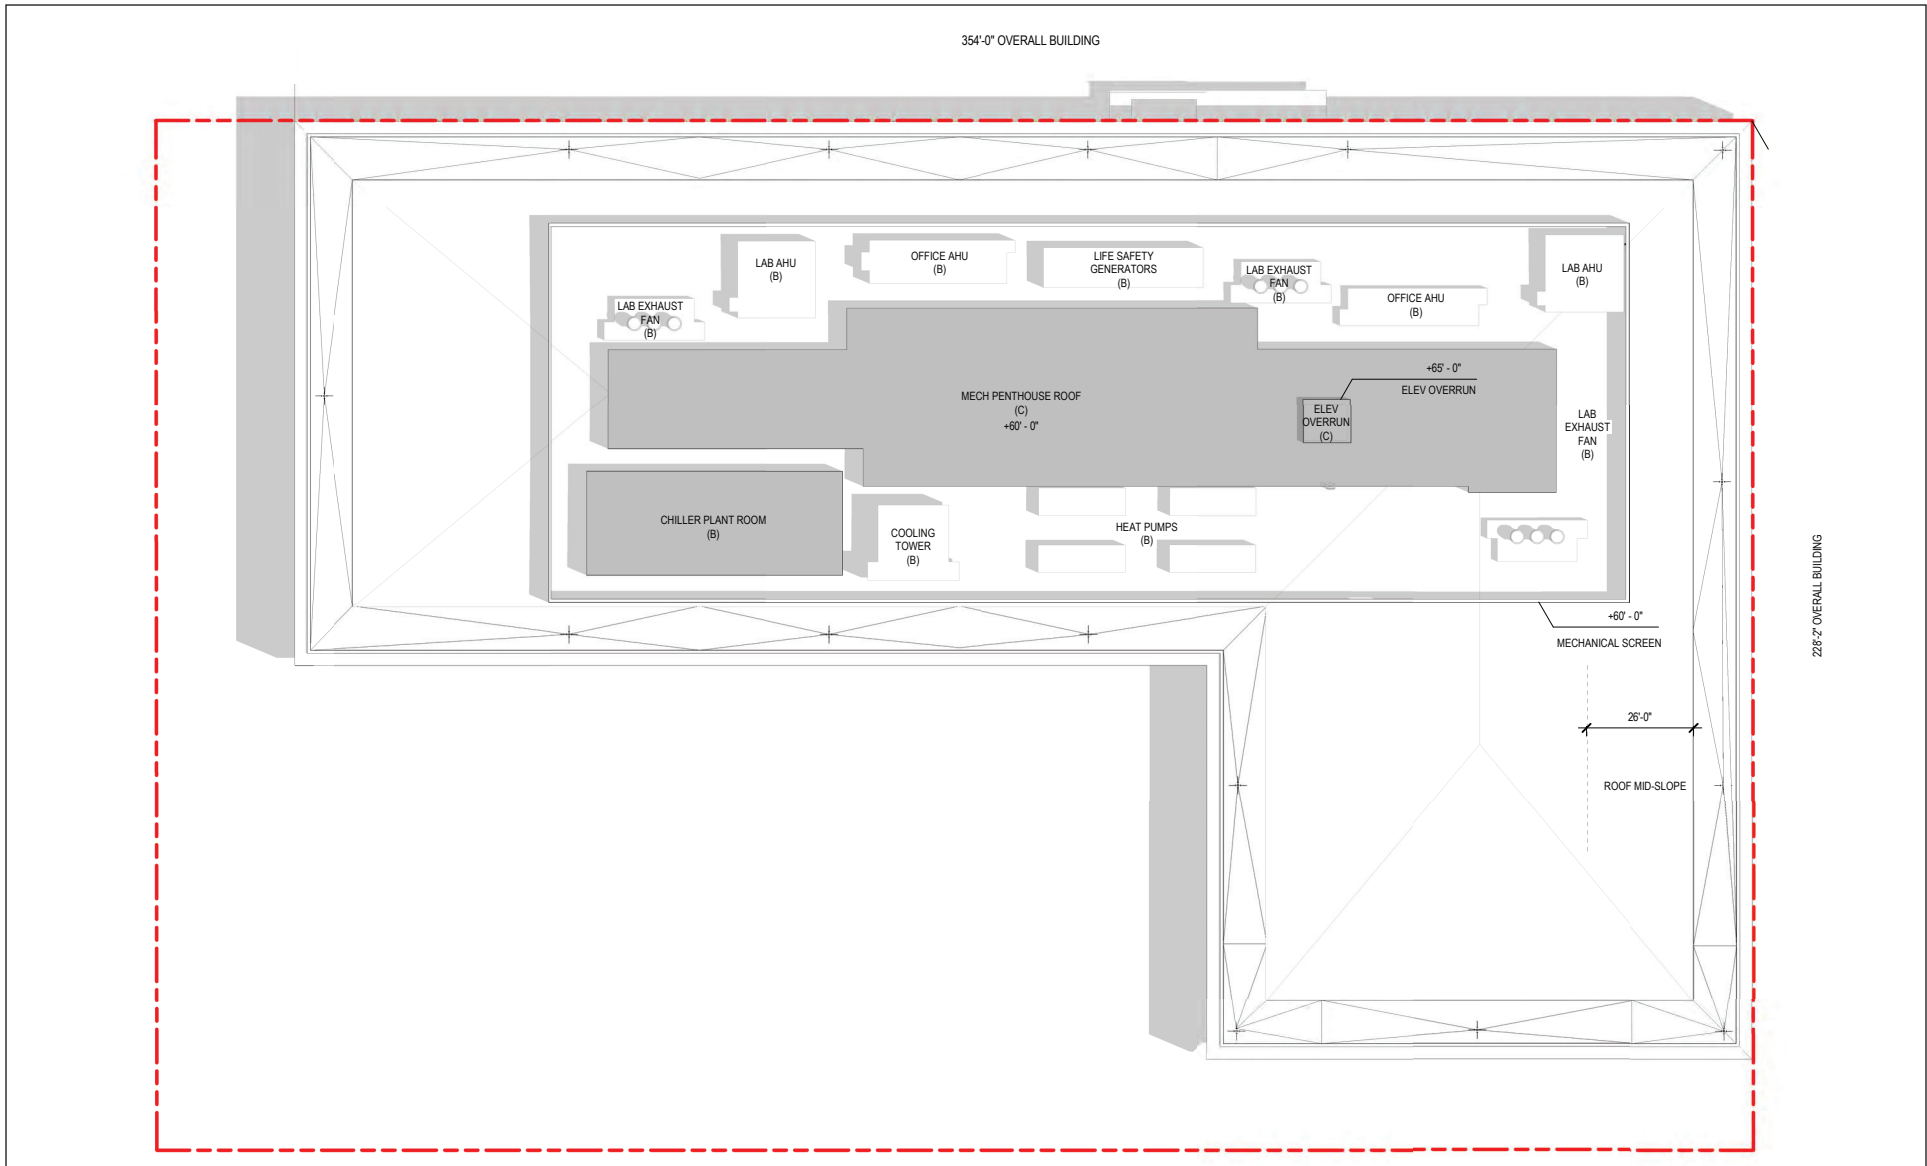 354'-0" OVERALL BUILDING
LAB AHU
(B)
OFFICE AHU
(B)
LIFE SAFETY
GENERATORS
(B)
LAB EXHAUST
FAN
(B)
LAB AHU
(B)
LAB EXHAUST
FAN
(B)
OFFICE AHU
(B)
MECH PENTHOUSE ROOF
(C)
+60' - 0"
+65' - 0"
ELEV OVERRUN
ELEV
OVERRUN
(C)
LAB
EXHAUST
FAN
(B)
CHILLER PLANT ROOM
(B)
COOLING
TOWER
(B)
HEAT PUMPS
(B)
+60' - 0"
MECHANICAL SCREEN
228'-2" OVERALL BUILDING
26'-0"
ROOF MID-SLOPE